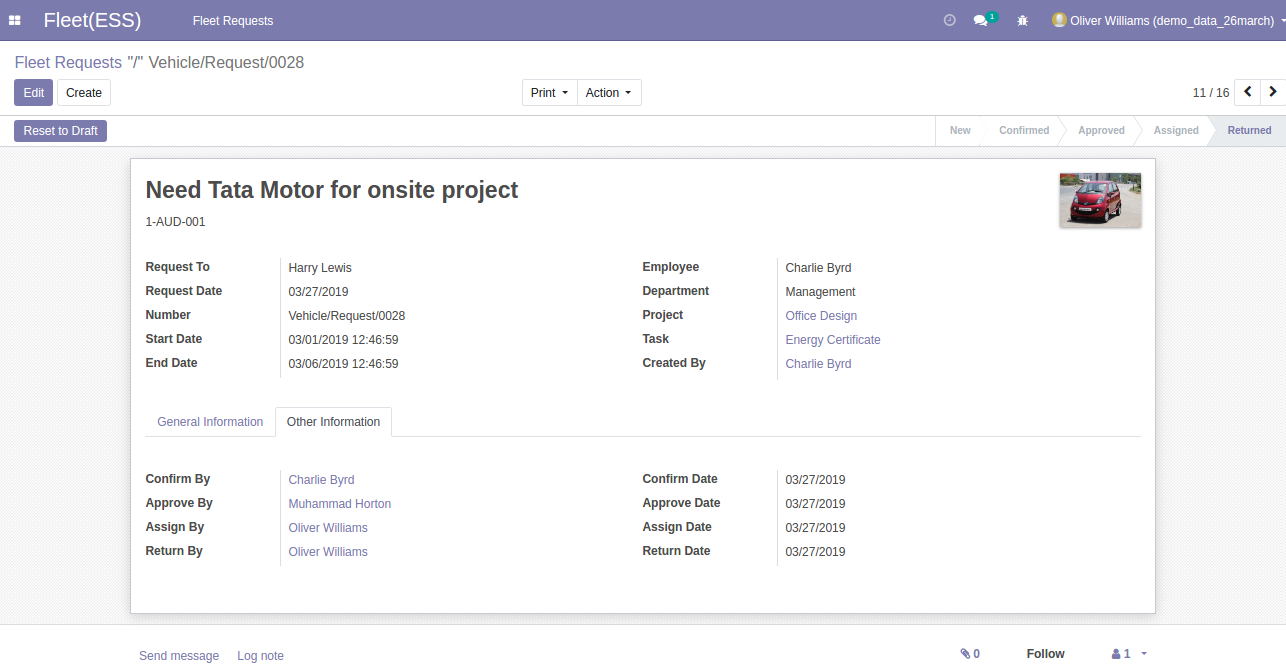 Fleet(ESS) Fleet Requests 1 Oliver Williams (demo_data_26march)
Fleet Requests "/" Vehicle/Request/0028
Edit Create Print Action 11 / 16
Reset to Draft New Confirmed Approved Assigned Returned
Need Tata Motor for onsite project
1-AUD-001
Request To Harry Lewis Employee Charlie Byrd
Request Date 03/27/2019 Department Management
Number Vehicle/Request/0028 Project Office Design
Start Date 03/01/2019 12:46:59 Task Energy Certificate
End Date 03/06/2019 12:46:59 Created By Charlie Byrd
General Information Other Information
Confirm By Charlie Byrd Confirm Date 03/27/2019
Approve By Muhammad Horton Approve Date 03/27/2019
Assign By Oliver Williams Assign Date 03/27/2019
Return By Oliver Williams Return Date 03/27/2019
Send message Log note 0 Follow 1